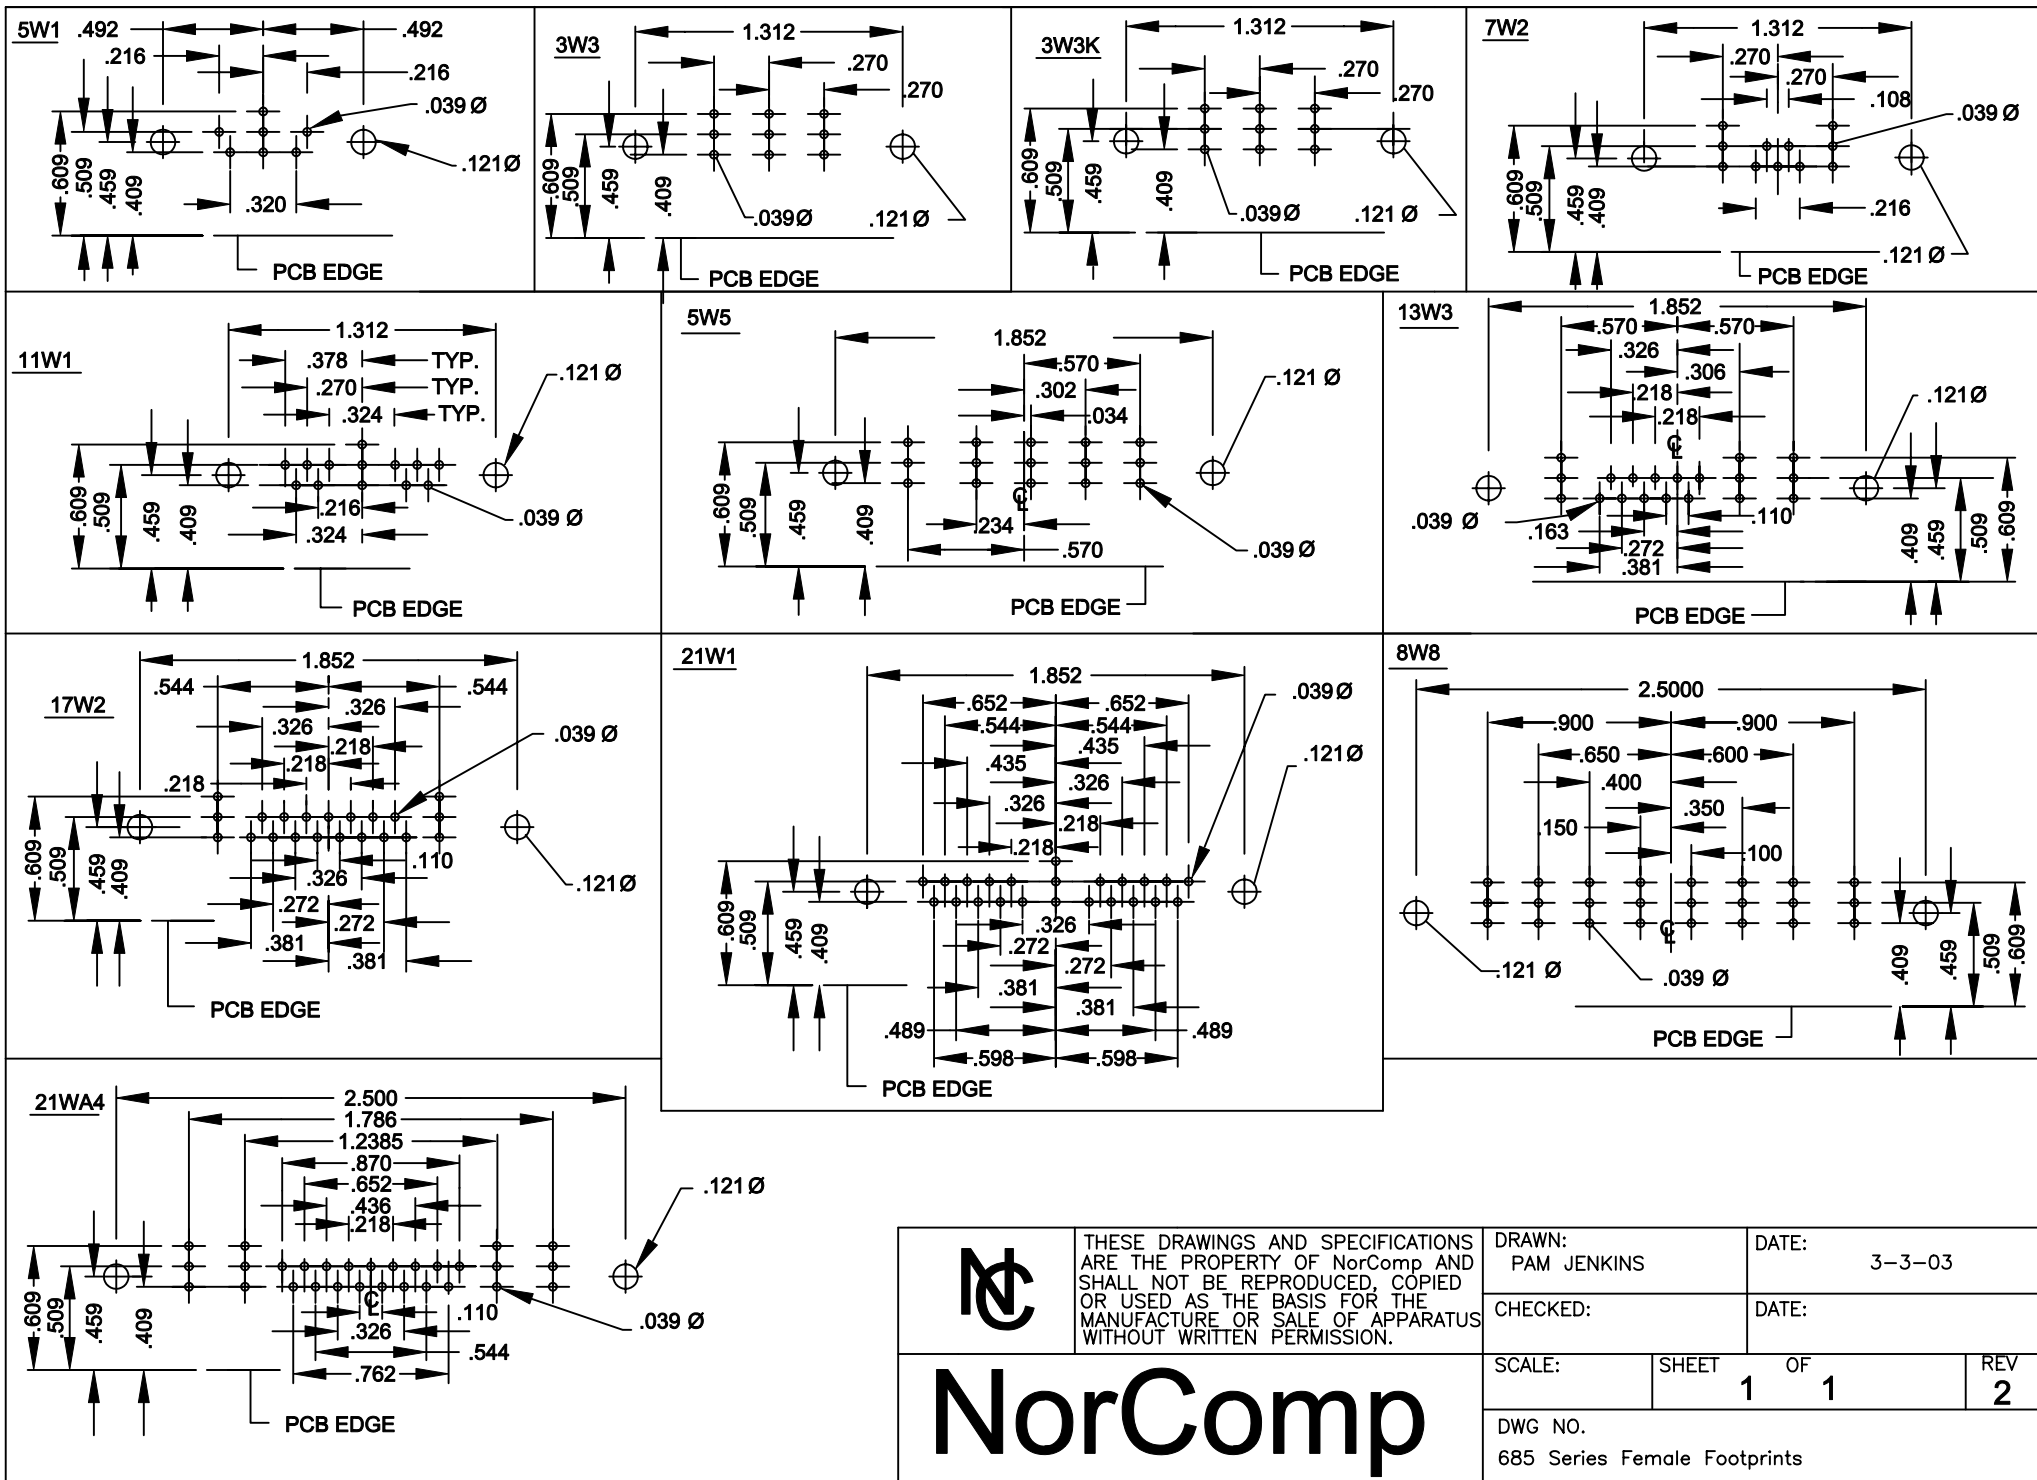 5W1
.492
.492
.216
.216
.039 Ø
.121 Ø
.609
.509
.459
.409
.320
PCB EDGE
3W3
1.312
.270
.270
.609
.509
.459
.409
.039 Ø
.121 Ø
PCB EDGE
3W3K
1.312
.270
.270
.609
.509
.459
.409
.039 Ø
.121 Ø
PCB EDGE
7W2
1.312
.270
.270
.108
.039 Ø
.609
.509
.459
.409
.216
.121 Ø
PCB EDGE
11W1
1.312
.378 TYP.
.270 TYP.
.324 TYP.
.121 Ø
.609
.509
.459
.409
.216
.324
.039 Ø
PCB EDGE
5W5
1.852
.570
.302
.034
.121 Ø
.609
.509
.459
.409
CL
.234
.570
.039 Ø
PCB EDGE
13W3
1.852
.570
.570
.326
.306
.218
.218
.121 Ø
CL
.039 Ø
.163
.110
.272
.381
.409
.459
.509
.609
PCB EDGE
17W2
1.852
.544
.544
.326
.326
.218
.218
.218
.039 Ø
.609
.509
.459
.409
.110
.326
.272
.272
.381
.381
.121 Ø
PCB EDGE
21W1
1.852
.652
.652
.544
.544
.435
.435
.326
.326
.218
.218
.039 Ø
.121 Ø
.609
.509
.459
.409
.326
.272
.272
.381
.381
.489
.489
.598
.598
PCB EDGE
8W8
2.5000
.900
.900
.650
.600
.400
.350
.150
.100
CL
.121 Ø
.039 Ø
.409
.459
.509
.609
PCB EDGE
21WA4
2.500
1.786
1.2385
.870
.652
.436
.218
.121 Ø
.609
.509
.459
.409
CL
.110
.326
.544
.762
.039 Ø
PCB EDGE
NC
THESE DRAWINGS AND SPECIFICATIONS
ARE THE PROPERTY OF NorComp AND
SHALL NOT BE REPRODUCED, COPIED
OR USED AS THE BASIS FOR THE
MANUFACTURE OR SALE OF APPARATUS
WITHOUT WRITTEN PERMISSION.
NorComp
DRAWN:
PAM JENKINS
DATE:
3-3-03
CHECKED:
DATE:
SCALE:
SHEET 1 OF 1
REV
2
DWG NO.
685 Series Female Footprints